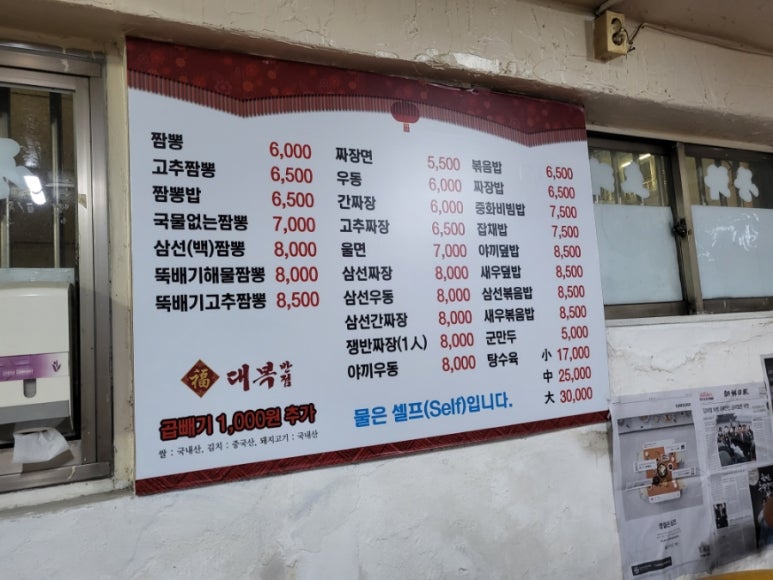 짬뽕 6,000
고추짬뽕 6,500
짬뽕밥 6,500
국물없는짬뽕 7,000
삼선(백)짬뽕 8,000
뚝배기해물짬뽕 8,000
뚝배기고추짬뽕 8,500
짜장면 5,500
우동 6,000
간짜장 6,000
고추짜장 6,500
울면 7,000
삼선짜장 8,000
삼선우동 8,000
삼선간짜장 8,000
쟁반짜장(1人) 8,000
야끼우동 8,000
볶음밥 6,500
짜장밥 6,500
중화비빔밥 7,500
잡채밥 7,500
야끼덮밥 8,500
새우덮밥 8,500
삼선볶음밥 8,500
새우볶음밥 8,500
군만두 5,000
탕수육 小 17,000
中 25,000
大 30,000
福 대복반점
곱빼기 1,000원 추가
물은 셀프(Self)입니다.
쌀 : 국내산, 김치 : 중국산, 돼지고기 : 국내산